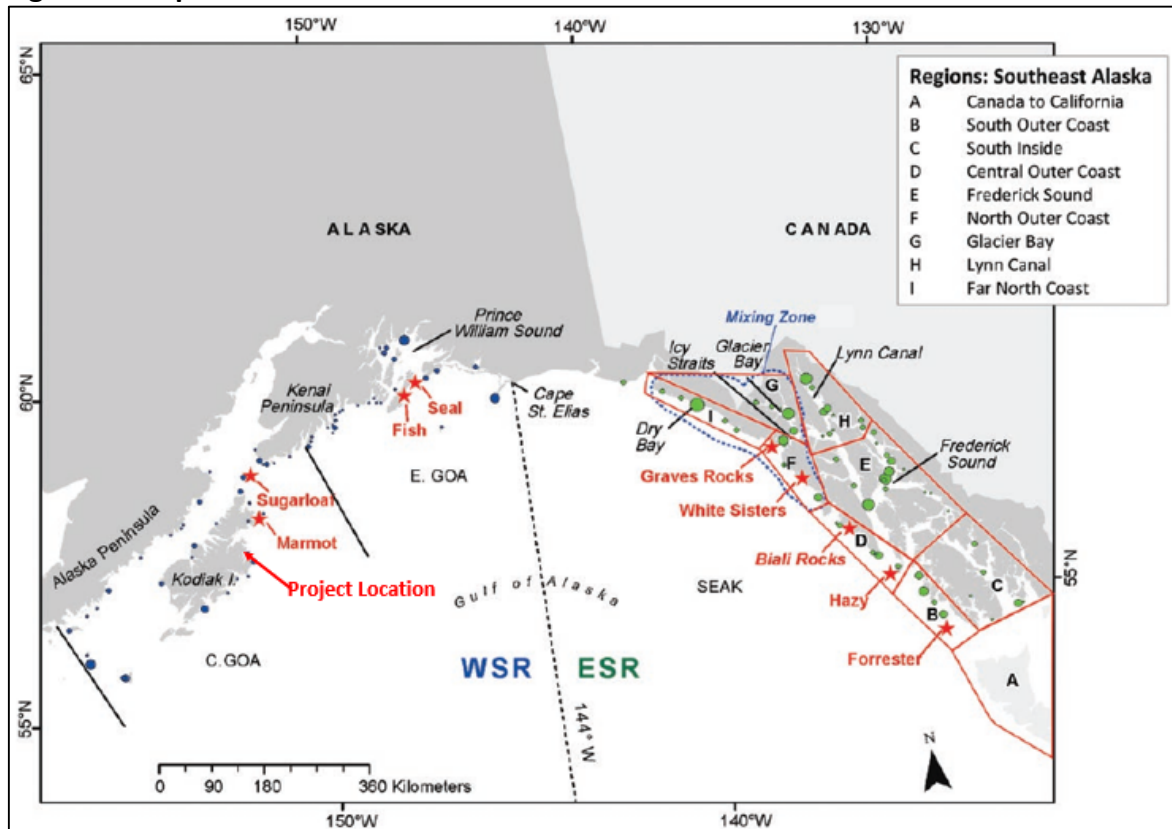 150°W
140°W
130°W
65°N
60°N
55°N
55°N
150°W
140°W
Regions: Southeast Alaska
A Canada to California
B South Outer Coast
C South Inside
D Central Outer Coast
E Frederick Sound
F North Outer Coast
G Glacier Bay
H Lynn Canal
I Far North Coast
ALASKA
CANADA
Prince
William Sound
Mixing Zone
Glacier
Bay
Icy
Straits
Lynn Canal
Kenai
Peninsula
Seal
Fish
Cape
St. Elias
Dry
Bay
G
I
H
E
F
Frederick
Sound
Graves Rocks
White Sisters
E. GOA
Sugarloaf
Marmot
Alaska Peninsula
Kodiak I.
Project Location
Gulf of Alaska
SEAK
Biali Rocks
D
Hazy
C
B
Forrester
A
C. GOA
WSR
ESR
144° W
N
0 90 180 360 Kilometers